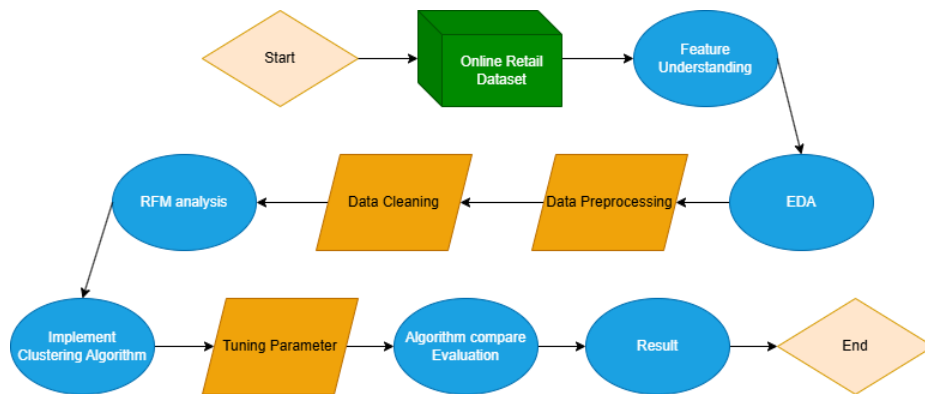 Start
Online Retail
Dataset
Feature
Understanding
EDA
Data Preprocessing
Data Cleaning
RFM analysis
Implement
Clustering Algorithm
Tuning Parameter
Algorithm compare
Evaluation
Result
End